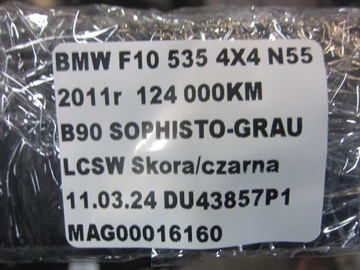 BMW F10 535 4X4 N55
2011r 124 000KM
B90 SOPHISTO-GRAU
LCSW Skora/czarna
11.03.24 DU43857P1
MAG00016160